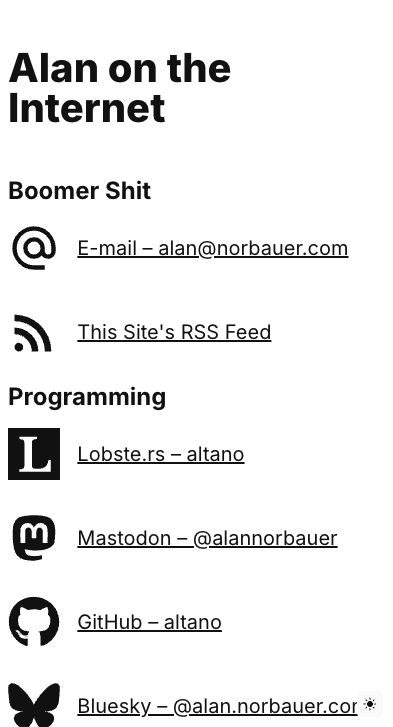 Alan on the
Internet
Boomer Shit
E-mail – alan@norbauer.com
This Site's RSS Feed
Programming
L
Lobste.rs – altano
Mastodon – @alannorbauer
GitHub – altano
Bluesky – @alan.norbauer.cor